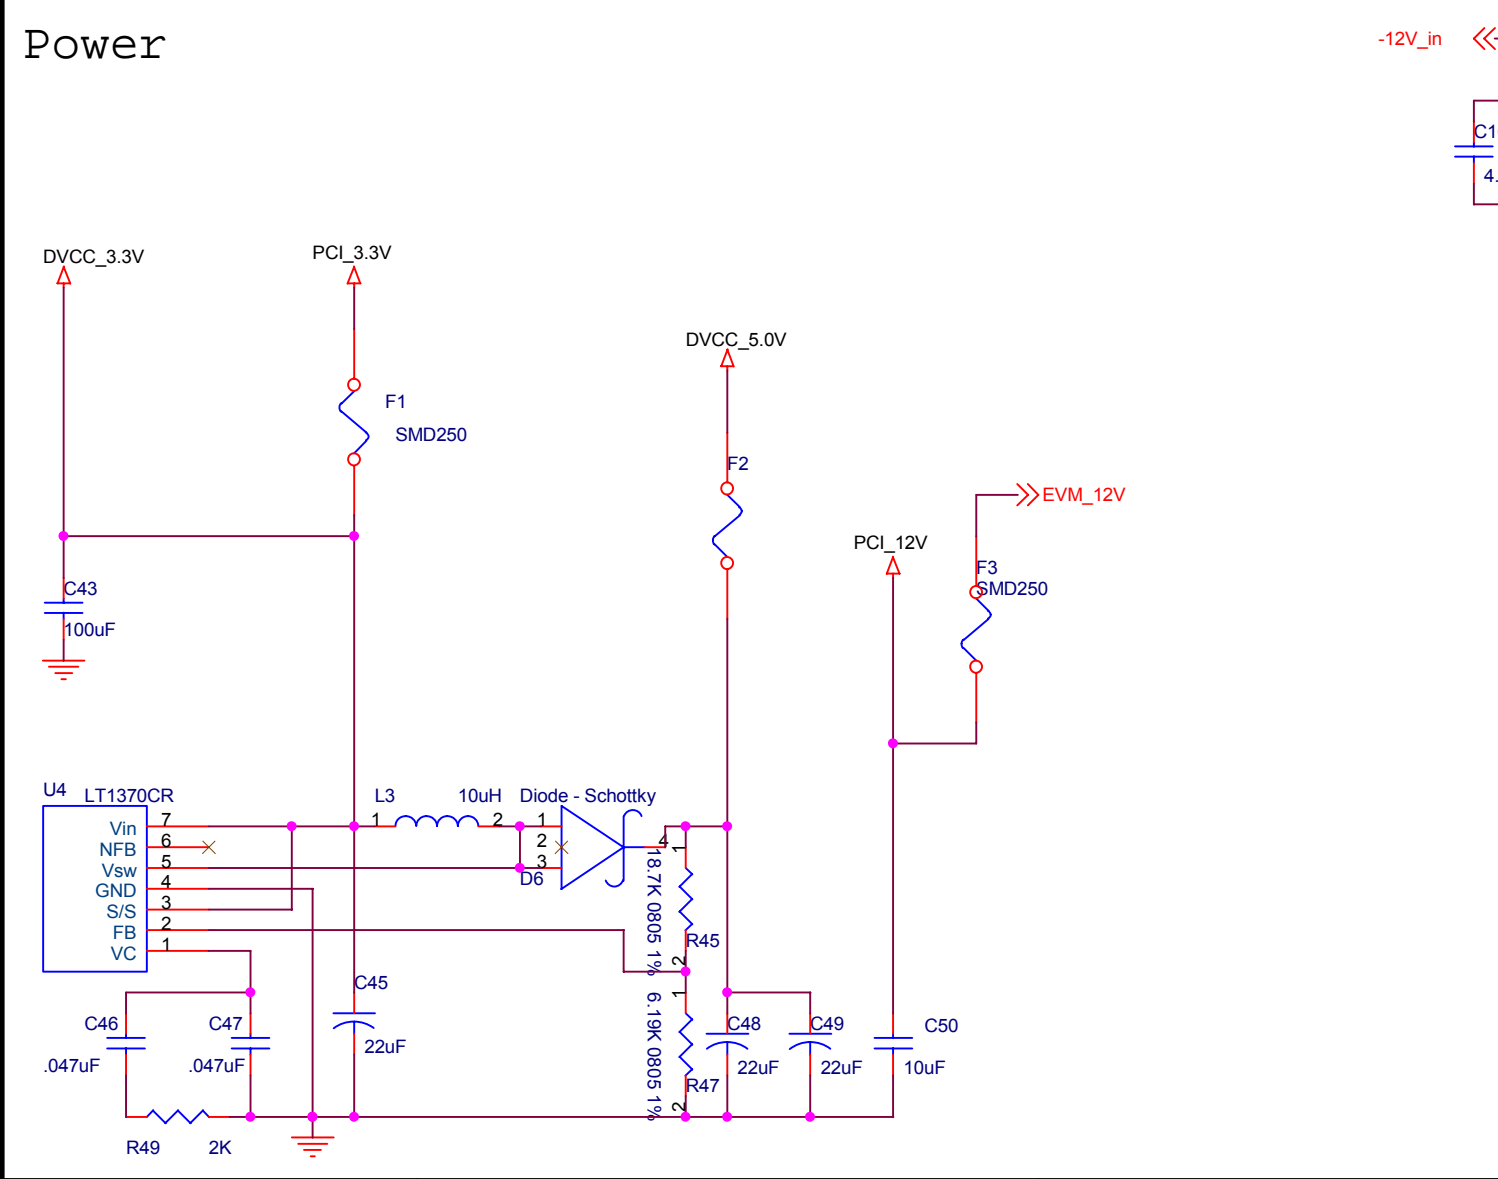 Power
-12V_in
C1
4.
DVCC_3.3V
PCI_3.3V
DVCC_5.0V
F1
SMD250
F2
EVM_12V
PCI_12V
F3
SMD250
C43
100uF
U4
LT1370CR
L3
10uH
Diode - Schottky
Vin
7
1
2
1
NFB
6
2
4
1
Vsw
5
3
D6
GND
4
S/S
3
FB
2
VC
1
18.7K 0805 1%
R45
2
C45
22uF
1
6.19K 0805 1%
R47
2
C46
.047uF
C47
.047uF
C48
22uF
C49
22uF
C50
10uF
R49
2K